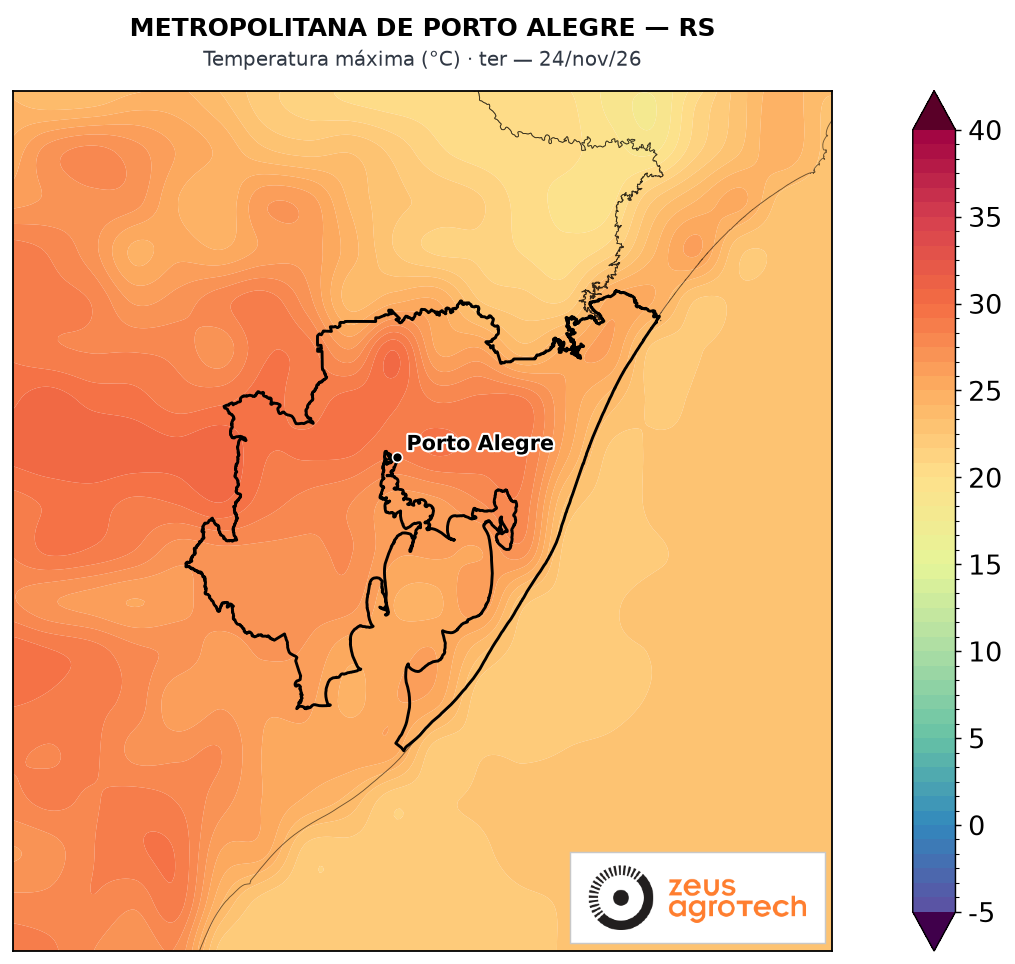 METROPOLITANA DE PORTO ALEGRE — RS
Temperatura máxima (°C) · ter — 24/nov/26
Porto Alegre
40
35
30
25
20
15
10
5
0
-5
zeus
agrotech